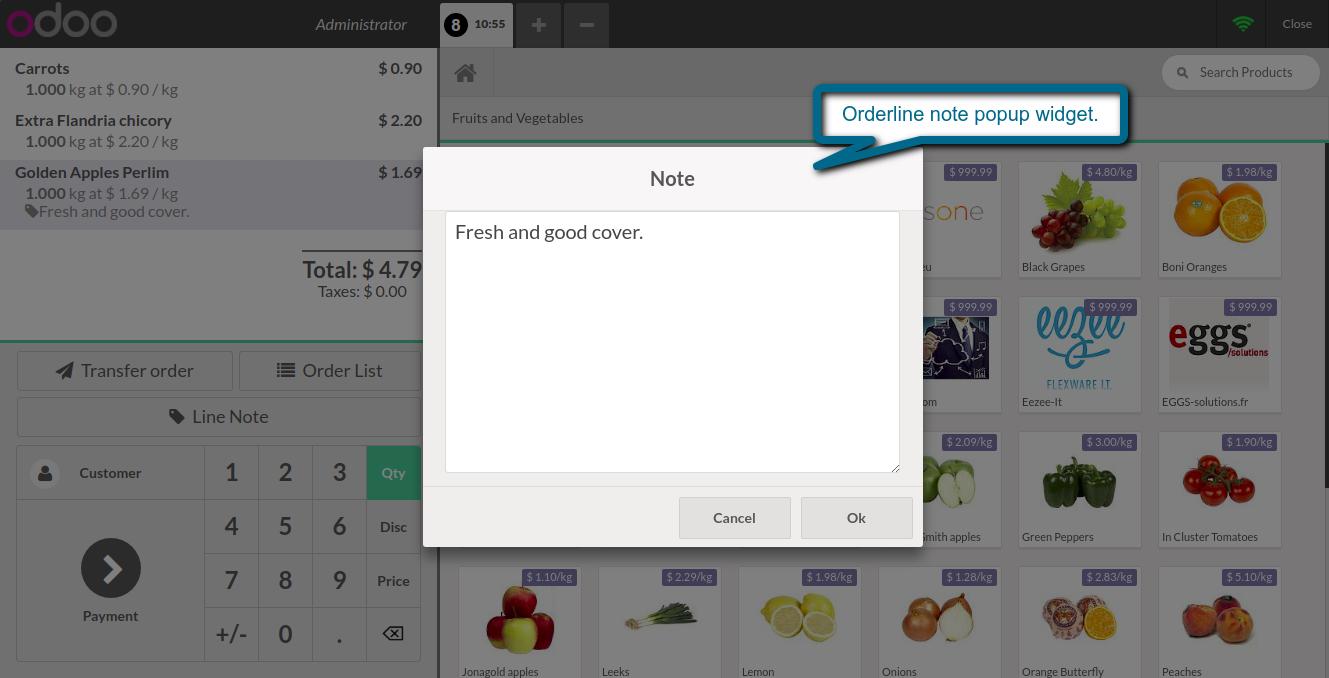 odoo
Administrator
8 10:55
Close
Carrots $ 0.90
1.000 kg at $ 0.90 / kg
Extra Flandria chicory $ 2.20
1.000 kg at $ 2.20 / kg
Golden Apples Perlim $ 1.69
1.000 kg at $ 1.69 / kg
Fresh and good cover.
Total: $ 4.79
Taxes: $ 0.00
Transfer order
Order List
Line Note
Customer
1 2 3 Qty
4 5 6 Disc
7 8 9 Price
+/- 0 .
Payment
Search Products
Fruits and Vegetables
Orderline note popup widget.
Note
Fresh and good cover.
Cancel
Ok
$ 999.99
$ 4.80/kg
Black Grapes
$ 1.98/kg
Boni Oranges
$ 999.99
$ 999.99
eezee
FLEXWARE I.T.
Eezee-It
$ 999.99
eggs
/solutions
EGGS-solutions.fr
$ 2.09/kg
Smith apples
$ 3.00/kg
Green Peppers
$ 1.90/kg
In Cluster Tomatoes
$ 1.10/kg
Jonagold apples
$ 2.29/kg
Leeks
$ 1.98/kg
Lemon
$ 1.28/kg
Onions
$ 2.83/kg
Orange Butterfly
$ 5.10/kg
Peaches